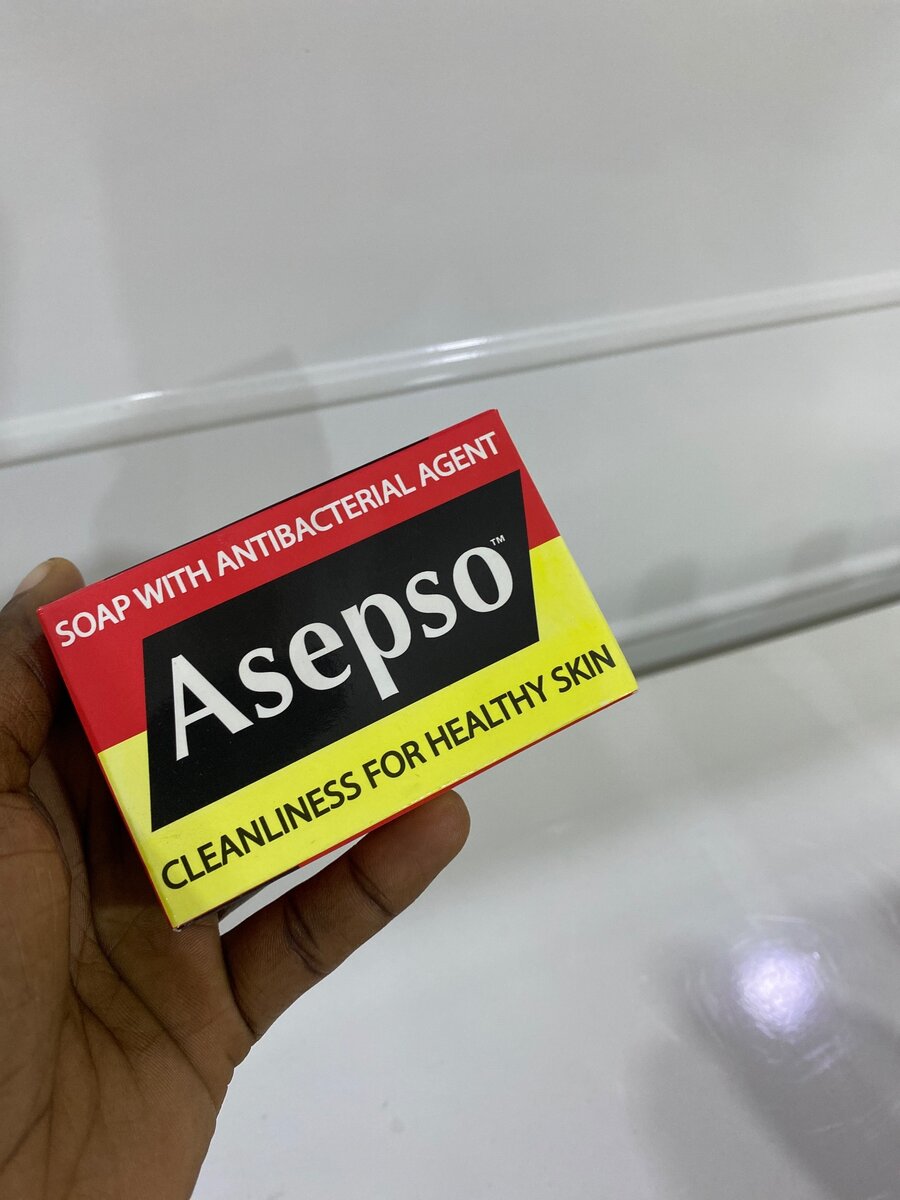 SOAP WITH ANTIBACTERIAL AGENT
Asepso™
CLEANLINESS FOR HEALTHY SKIN